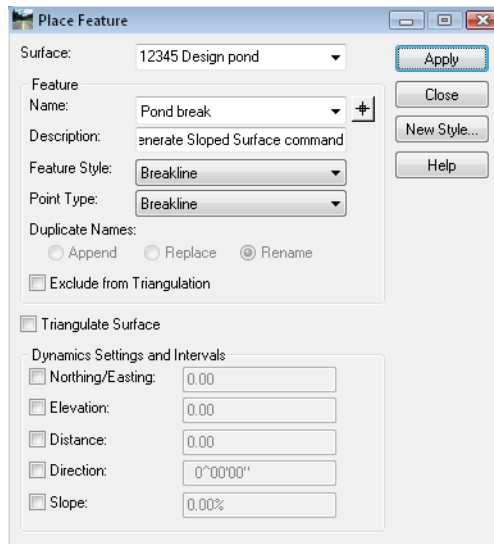 Place Feature
Surface: 12345 Design pond
Apply
Feature
Close
Name: Pond break
New Style...
Description: enerate Sloped Surface command
Help
Feature Style: Breakline
Point Type: Breakline
Duplicate Names:
Append Replace Rename
Exclude from Triangulation
Triangulate Surface
Dynamics Settings and Intervals
Northing/Easting: 0.00
Elevation: 0.00
Distance: 0.00
Direction: 0^00'00"
Slope: 0.00%